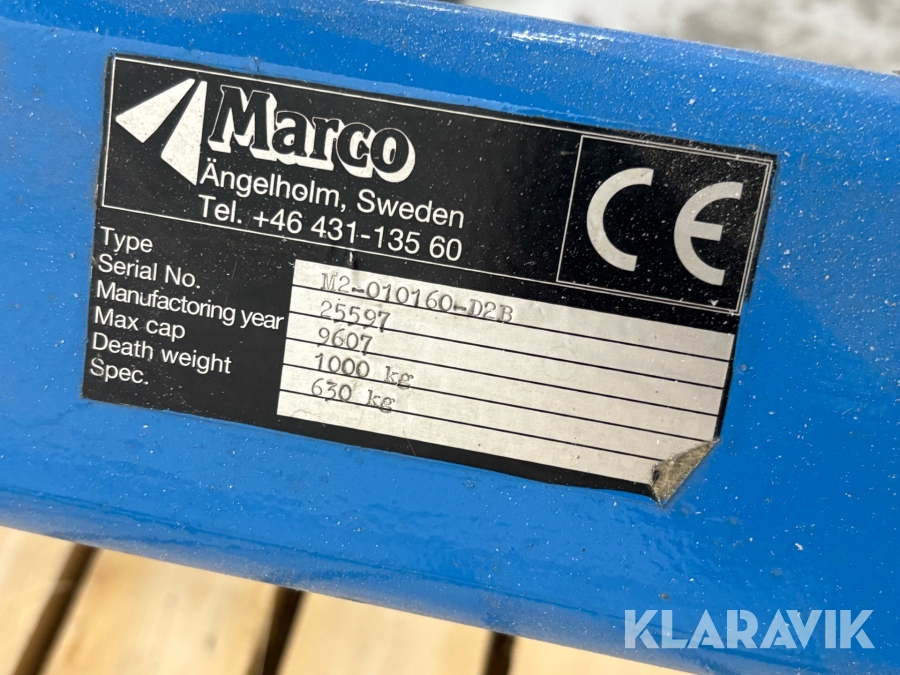 Marco
Ängelholm, Sweden
Tel. +46 431-135 60
CE
Type M2-010160-D2B
Serial No. 25597
Manufactoring year 9607
Max cap 1000 kg
Death weight 630 kg
Spec.
KLARAVIK